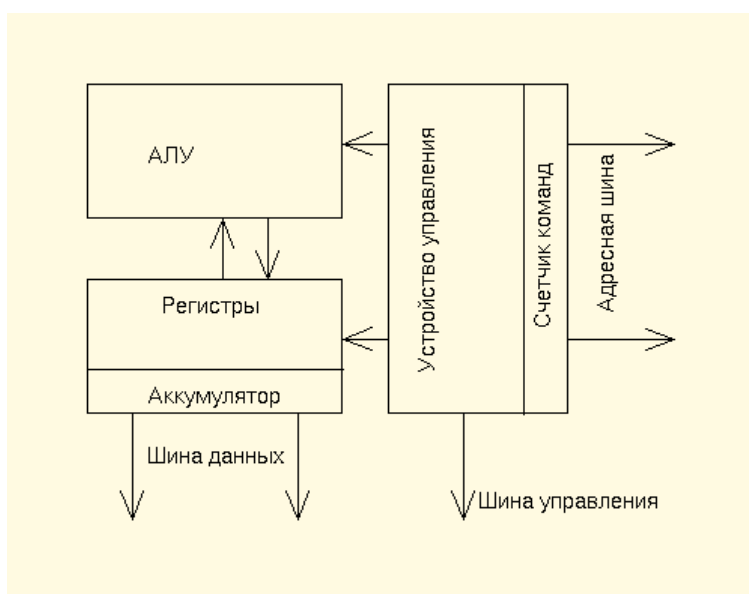 АЛУ
Регистры
Аккумулятор
Шина данных
Устройство управления
Счетчик команд
Адресная шина
Шина управления